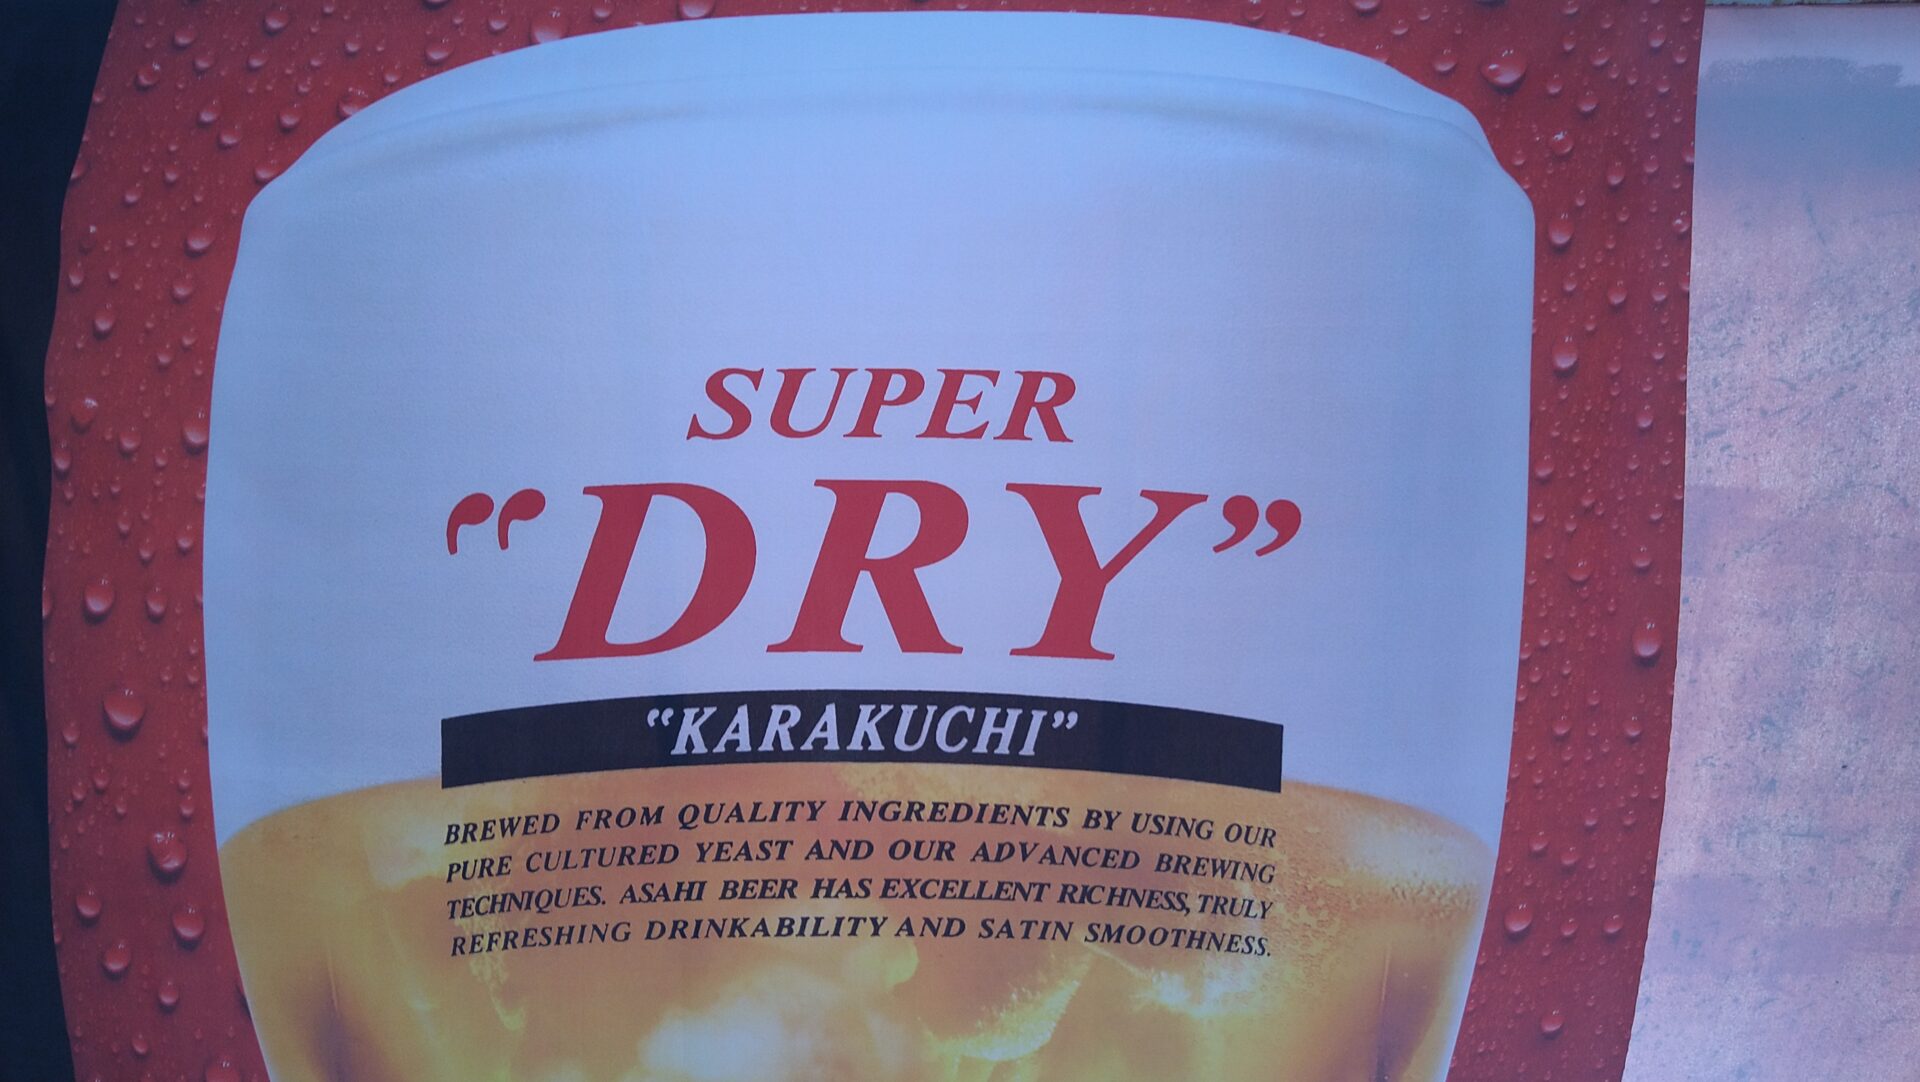 SUPER
“DRY”
“KARAKUCHI”
BREWED FROM QUALITY INGREDIENTS BY USING OUR
PURE CULTURED YEAST AND OUR ADVANCED BREWING
TECHNIQUES. ASAHI BEER HAS EXCELLENT RICHNESS, TRULY
REFRESHING DRINKABILITY AND SATIN SMOOTHNESS.